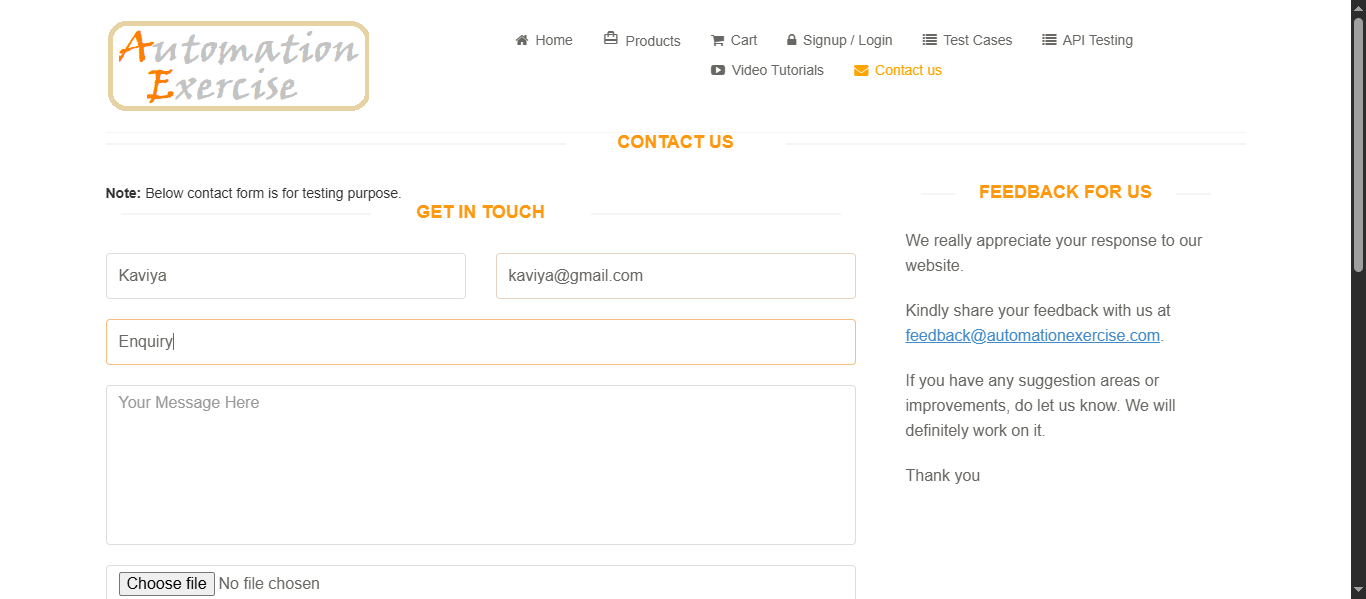 Automation
Exercise
Home
Products
Cart
Signup / Login
Test Cases
API Testing
Video Tutorials
Contact us
CONTACT US
Note: Below contact form is for testing purpose.
GET IN TOUCH
Kaviya
kaviya@gmail.com
Enquiry
Your Message Here
Choose file No file chosen
FEEDBACK FOR US
We really appreciate your response to our
website.
Kindly share your feedback with us at
feedback@automationexercise.com.
If you have any suggestion areas or
improvements, do let us know. We will
definitely work on it.
Thank you